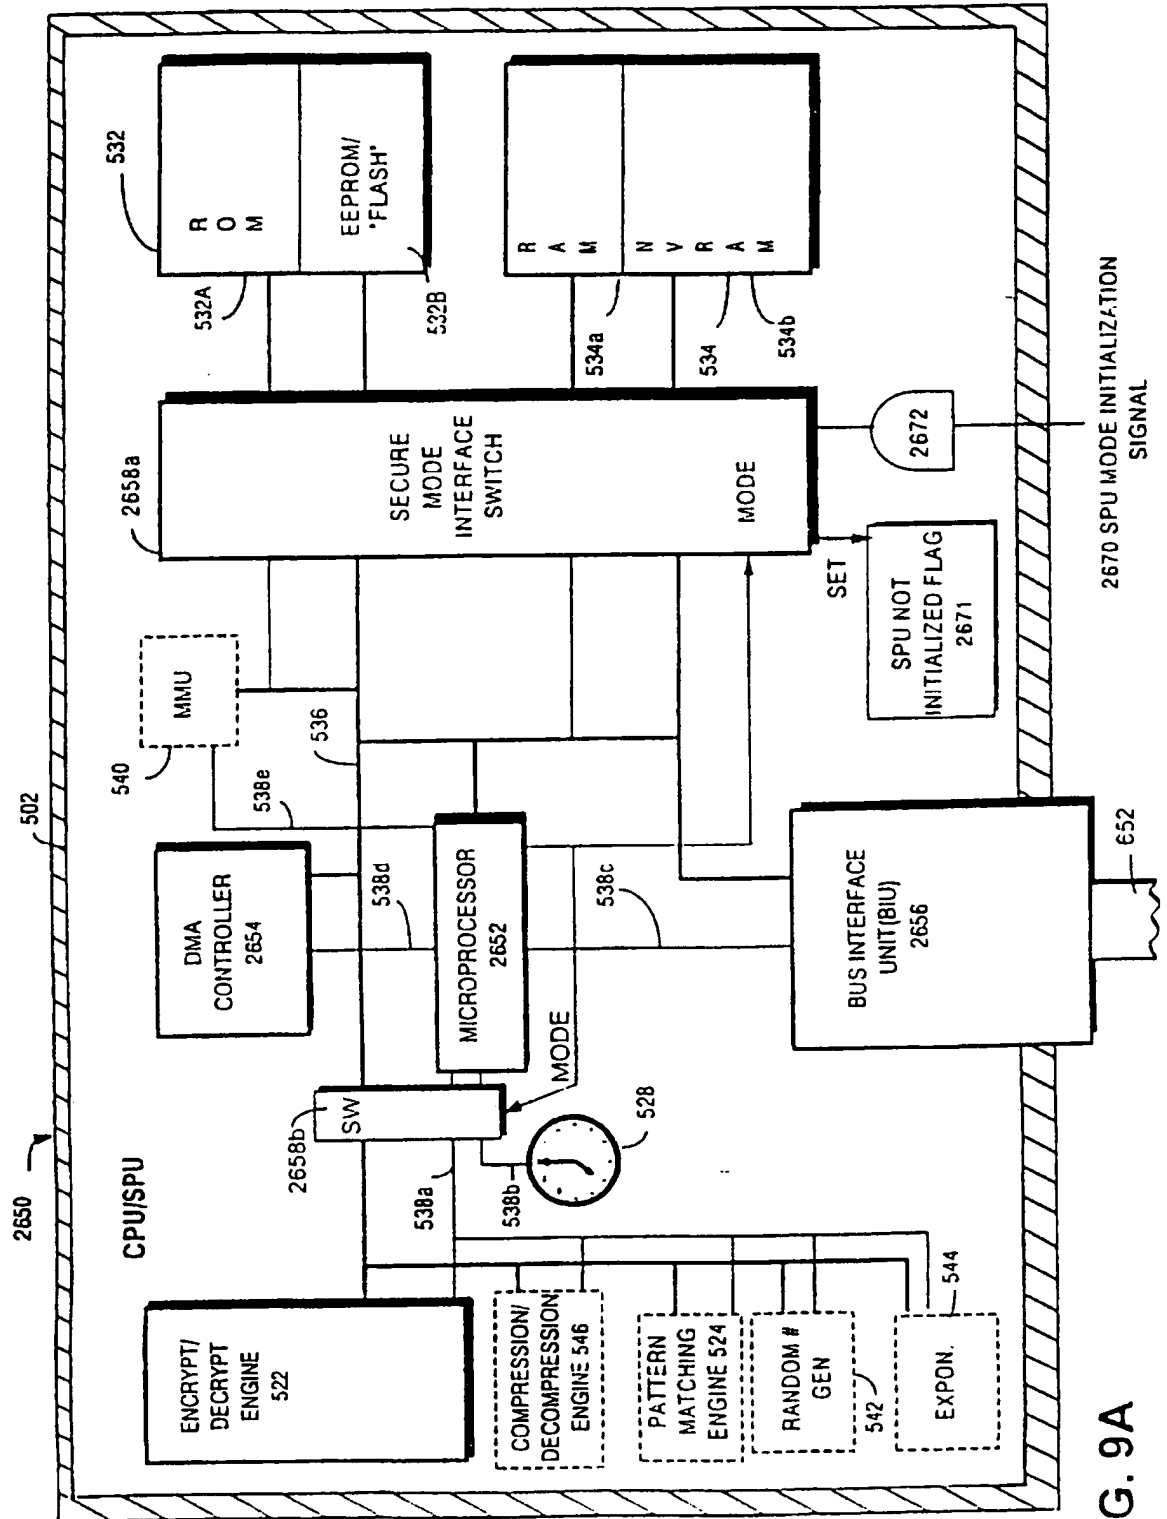 2650
502
CPU/SPU
ENCRYPT/
DECRYPT
ENGINE
522
COMPRESSION/
DECOMPRESSION
ENGINE 546
PATTERN
MATCHING
ENGINE 524
RANDOM #
GEN
542
EXPON.
544
2658b
SW
538a
538b
528
MODE
DMA
CONTROLLER
2654
538d
MICROPROCESSOR
2652
538c
538e
540
MMU
536
BUS INTERFACE
UNIT(BIU)
2656
652
2658a
SECURE
MODE
INTERFACE
SWITCH
MODE
SET
SPU NOT
INITIALIZED FLAG
2671
2672
2670 SPU MODE INITIALIZATION
SIGNAL
532
ROM
532A
EEPROM/
"FLASH"
532B
RAM
534a
NVRAM
534
534b
G. 9A